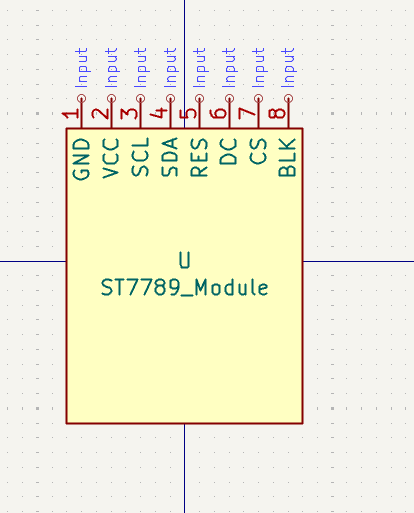 Input Input Input Input Input Input Input Input
1 2 3 4 5 6 7 8
GND VCC SCL SDA RES DC CS BLK
U
ST7789_Module